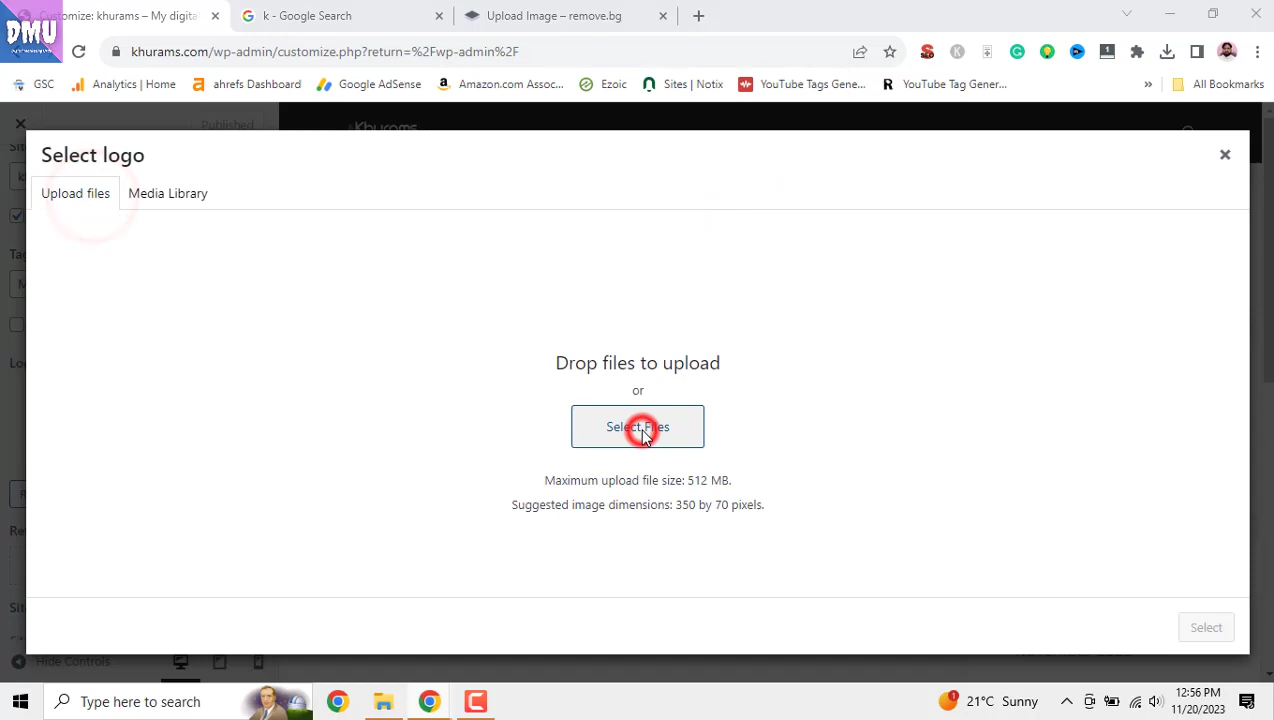 Customize: khurams – My digita
k - Google Search
Upload Image – remove.bg
DMU
khurams.com/wp-admin/customize.php?return=%2Fwp-admin%2F
GSC
Analytics | Home
ahrefs Dashboard
Google AdSense
Amazon.com Assoc...
Ezoic
Sites | Notix
YouTube Tags Gene...
YouTube Tag Gener...
All Bookmarks
Published
Khurams
Select logo
Upload files
Media Library
Drop files to upload
or
Select Files
Maximum upload file size: 512 MB.
Suggested image dimensions: 350 by 70 pixels.
Select
Hide Controls
Type here to search
21°C Sunny
12:56 PM
11/20/2023